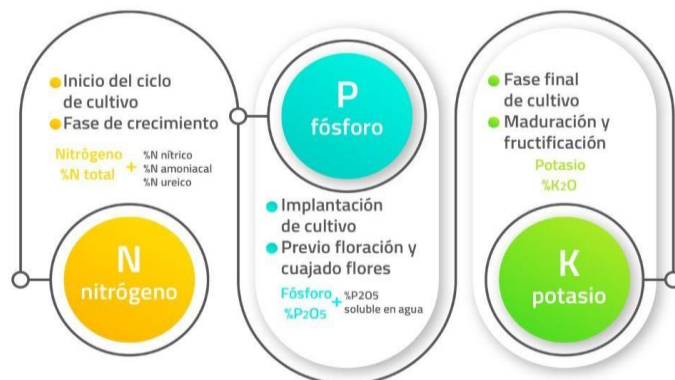 Inicio del ciclo
de cultivo
Fase de crecimiento
Nitrógeno
%N total
+
%N nítrico
%N amoniacal
%N ureico
N
nitrógeno
P
fósforo
Implantación
de cultivo
Previo floración y
cuajado flores
Fósforo
%P2O5
+
%P2O5
soluble en agua
Fase final
de cultivo
Maduración y
fructificación
Potasio
%K2O
K
potasio